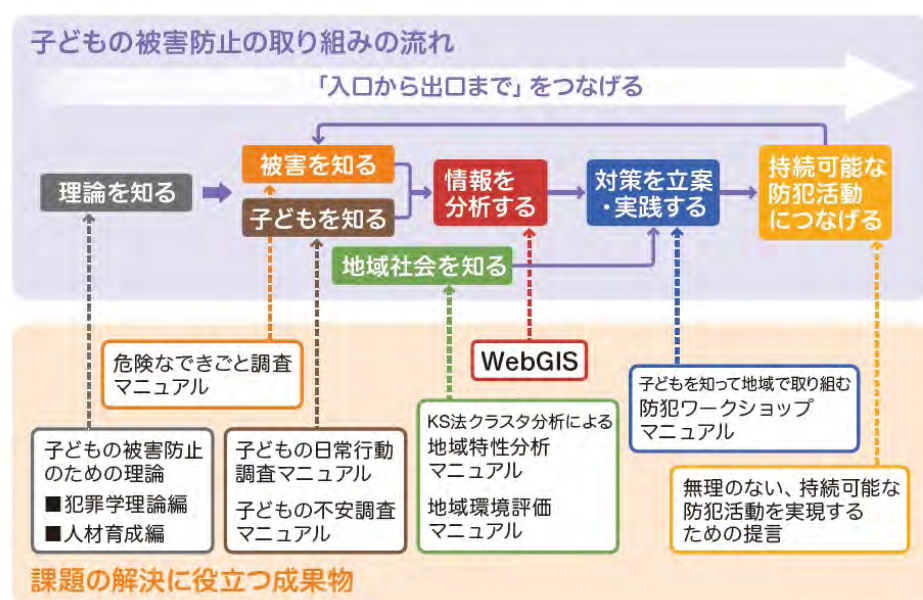 子どもの被害防止の取り組みの流れ
「入口から出口まで」をつなげる
理論を知る
被害を知る
子どもを知る
地域社会を知る
情報を
分析する
対策を立案
・実践する
持続可能な
防犯活動
につなげる
危険なできごと調査
マニュアル
子どもの被害防止
のための理論
■犯罪学理論編
■人材育成編
子どもの日常行動
調査マニュアル
子どもの不安調査
マニュアル
KS法クラスタ分析による
地域特性分析
マニュアル
地域環境評価
マニュアル
WebGIS
子どもを知って地域で取り組む
防犯ワークショップ
マニュアル
無理のない、持続可能な
防犯活動を実現する
ための提言
課題の解決に役立つ成果物